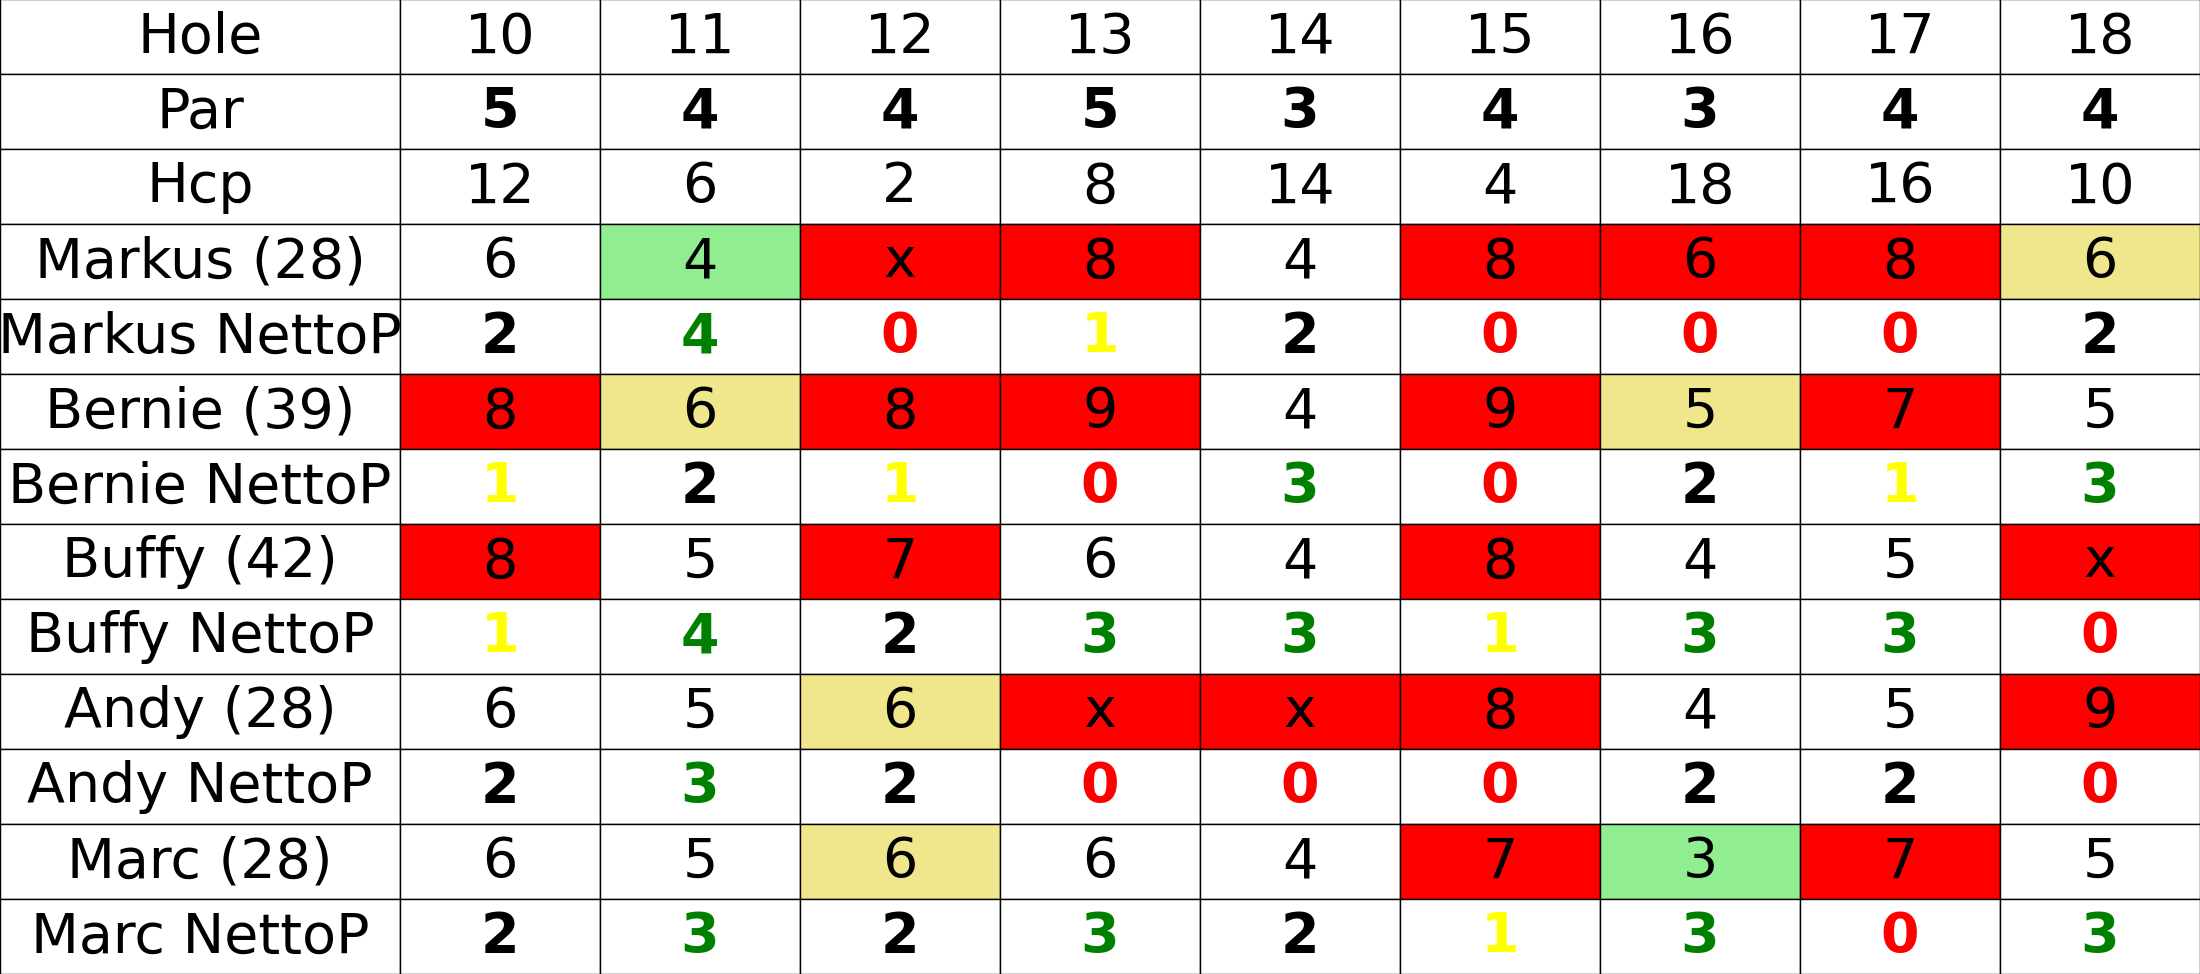 Hole 10 11 12 13 14 15 16 17 18
Par 5 4 4 5 3 4 3 4 4
Hcp 12 6 2 8 14 4 18 16 10
Markus (28) 6 4 x 8 4 8 6 8 6
Markus NettoP 2 4 0 1 2 0 0 0 2
Bernie (39) 8 6 8 9 4 9 5 7 5
Bernie NettoP 1 2 1 0 3 0 2 1 3
Buffy (42) 8 5 7 6 4 8 4 5 x
Buffy NettoP 1 4 2 3 3 1 3 3 0
Andy (28) 6 5 6 x x 8 4 5 9
Andy NettoP 2 3 2 0 0 0 2 2 0
Marc (28) 6 5 6 6 4 7 3 7 5
Marc NettoP 2 3 2 3 2 1 3 0 3